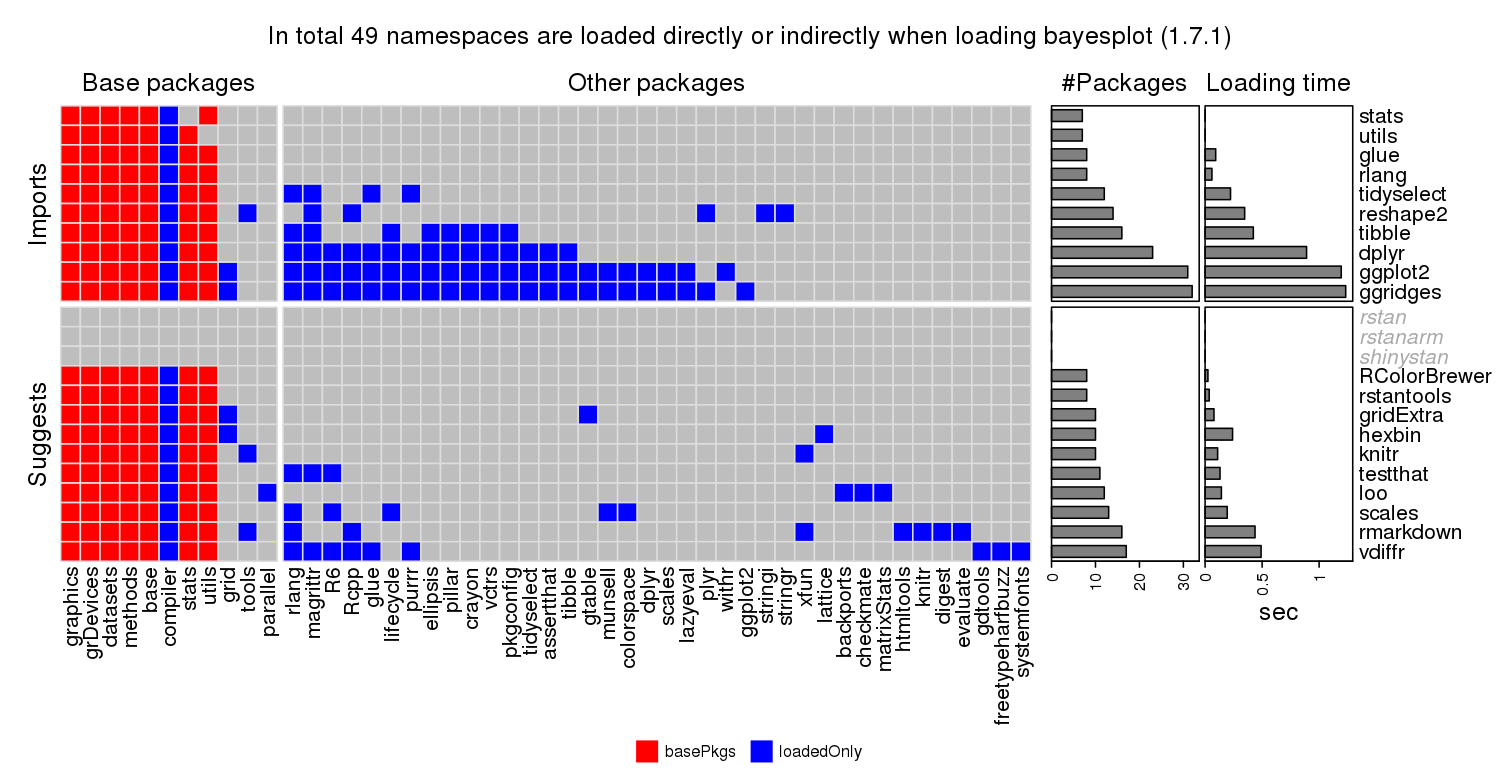 In total 49 namespaces are loaded directly or indirectly when loading bayesplot (1.7.1)
Base packages
Other packages
#Packages
Loading time
Imports
stats
utils
glue
rlang
tidyselect
reshape2
tibble
dplyr
ggplot2
ggridges
Suggests
rstan
rstanarm
shinystan
RColorBrewer
rstantools
gridExtra
hexbin
knitr
testthat
loo
scales
rmarkdown
vdiffr
graphics
grDevices
datasets
methods
base
compiler
stats
utils
grid
tools
parallel
rlang
magrittr
R6
Rcpp
glue
lifecycle
purrr
ellipsis
pillar
crayon
vctrs
pkgconfig
tidyselect
assertthat
tibble
gtable
munsell
colorspace
dplyr
scales
lazyeval
plyr
withr
ggplot2
stringi
stringr
xfun
lattice
backports
checkmate
matrixStats
htmltools
knitr
digest
evaluate
gdtools
freetypeharfbuzz
systemfonts
0
10
20
30
0
0.5
1
sec
basePkgs
loadedOnly